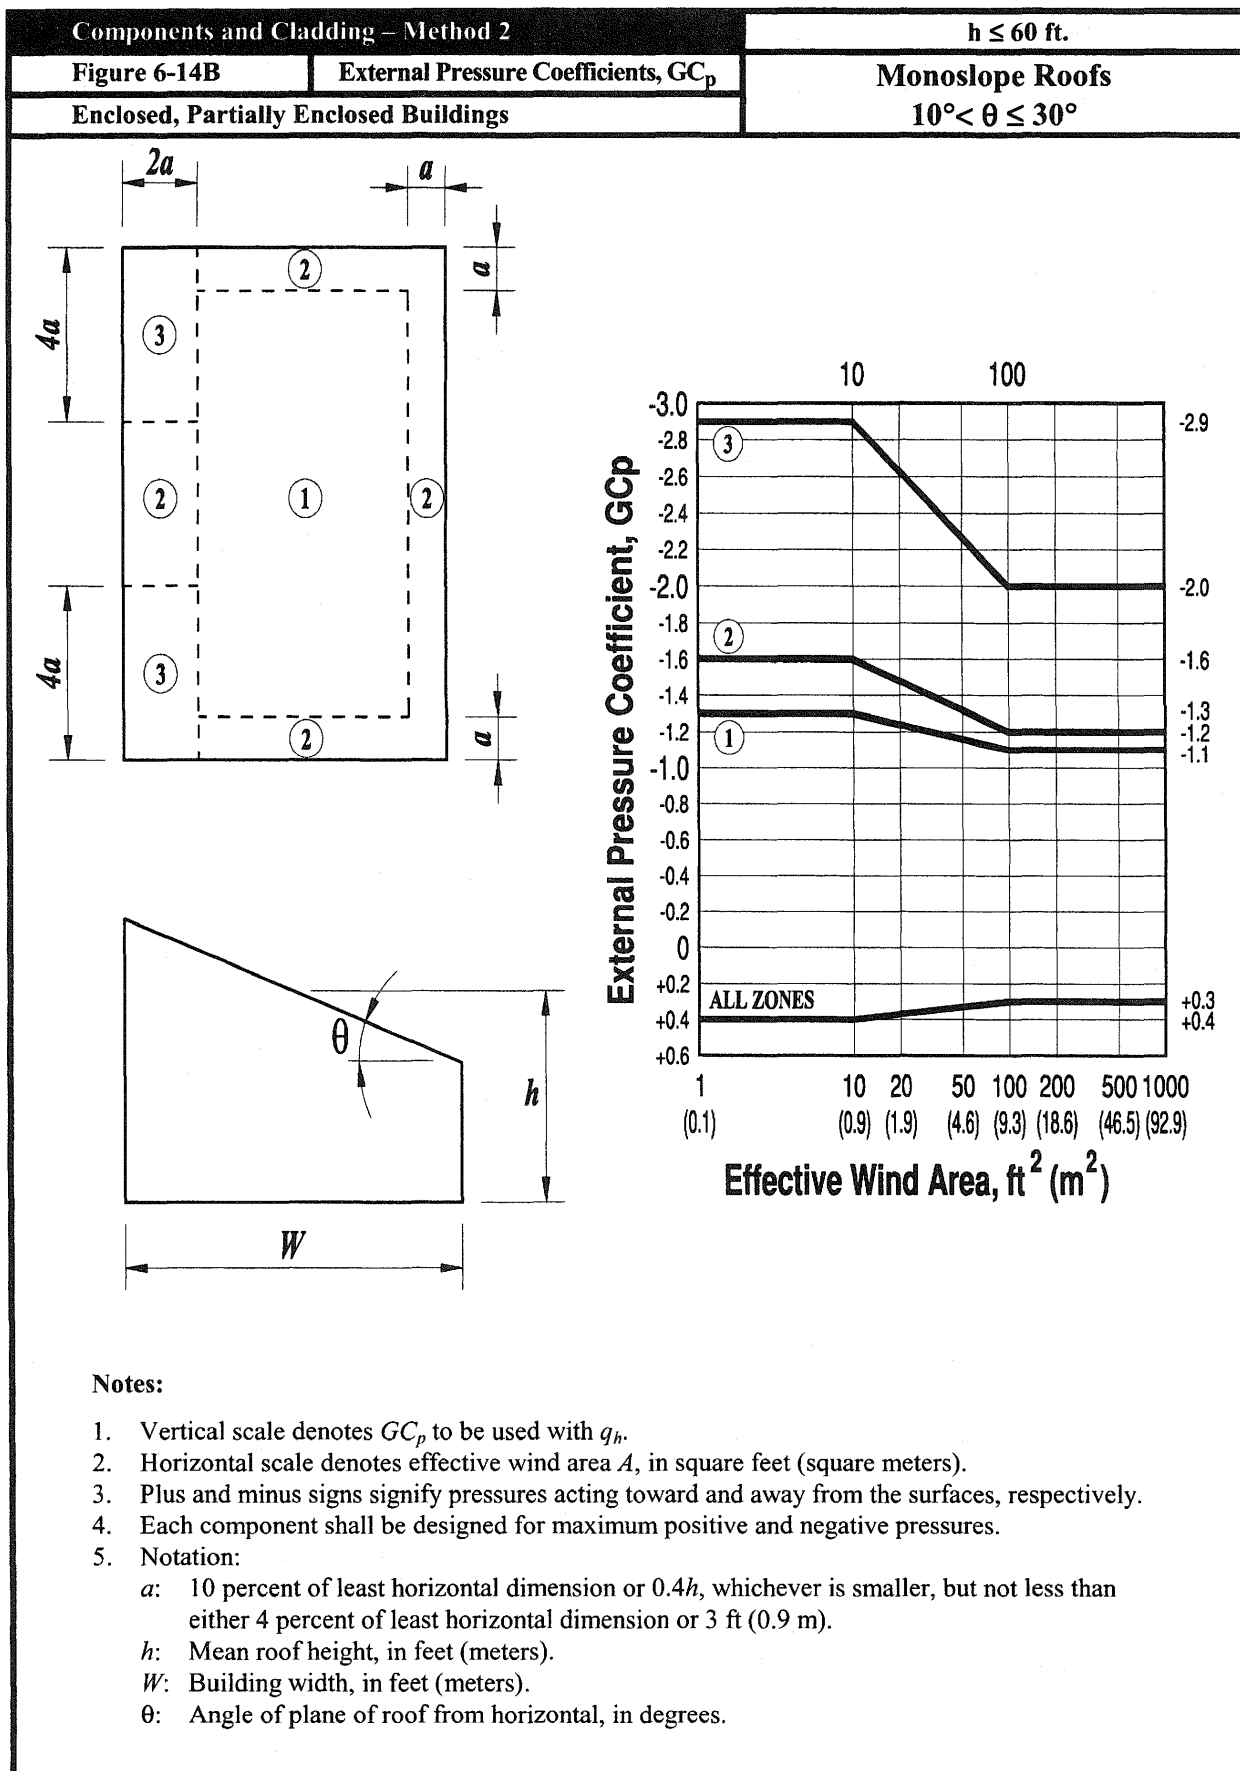 Components and Cladding – Method 2
h ≤ 60 ft.
Figure 6-14B
External Pressure Coefficients, GCp
Monoslope Roofs
10°< θ ≤ 30°
Enclosed, Partially Enclosed Buildings
2a
a
a
4a
4a
a
2
3
2
1
2
3
2
10 100
-3.0
-2.8
-2.6
-2.4
-2.2
-2.0
-1.8
-1.6
-1.4
-1.2
-1.0
-0.8
-0.6
-0.4
-0.2
0
+0.2
+0.4
+0.6
External Pressure Coefficient, GCp
3
2
1
ALL ZONES
-2.9
-2.0
-1.6
-1.3
-1.2
-1.1
+0.3
+0.4
1 10 20 50 100 200 500 1000
(0.1) (0.9) (1.9) (4.6) (9.3) (18.6) (46.5) (92.9)
Effective Wind Area, ft² (m²)
θ
h
W
Notes:
1. Vertical scale denotes GCp to be used with qh.
2. Horizontal scale denotes effective wind area A, in square feet (square meters).
3. Plus and minus signs signify pressures acting toward and away from the surfaces, respectively.
4. Each component shall be designed for maximum positive and negative pressures.
5. Notation:
a: 10 percent of least horizontal dimension or 0.4h, whichever is smaller, but not less than
either 4 percent of least horizontal dimension or 3 ft (0.9 m).
h: Mean roof height, in feet (meters).
W: Building width, in feet (meters).
θ: Angle of plane of roof from horizontal, in degrees.